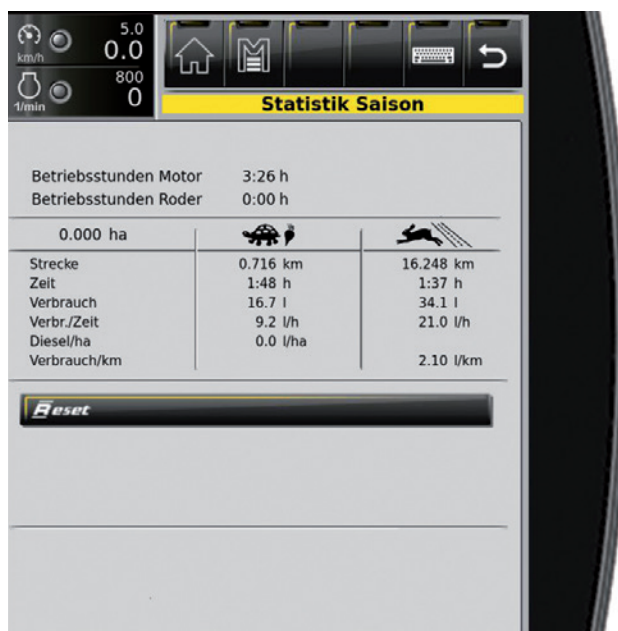 5.0
km/h 0.0
800
1/min 0
Statistik Saison
Betriebsstunden Motor 3:26 h
Betriebsstunden Roder 0:00 h
0.000 ha
Strecke 0.716 km 16.248 km
Zeit 1:48 h 1:37 h
Verbrauch 16.7 l 34.1 l
Verbr./Zeit 9.2 l/h 21.0 l/h
Diesel/ha 0.0 l/ha
Verbrauch/km 2.10 l/km
Reset